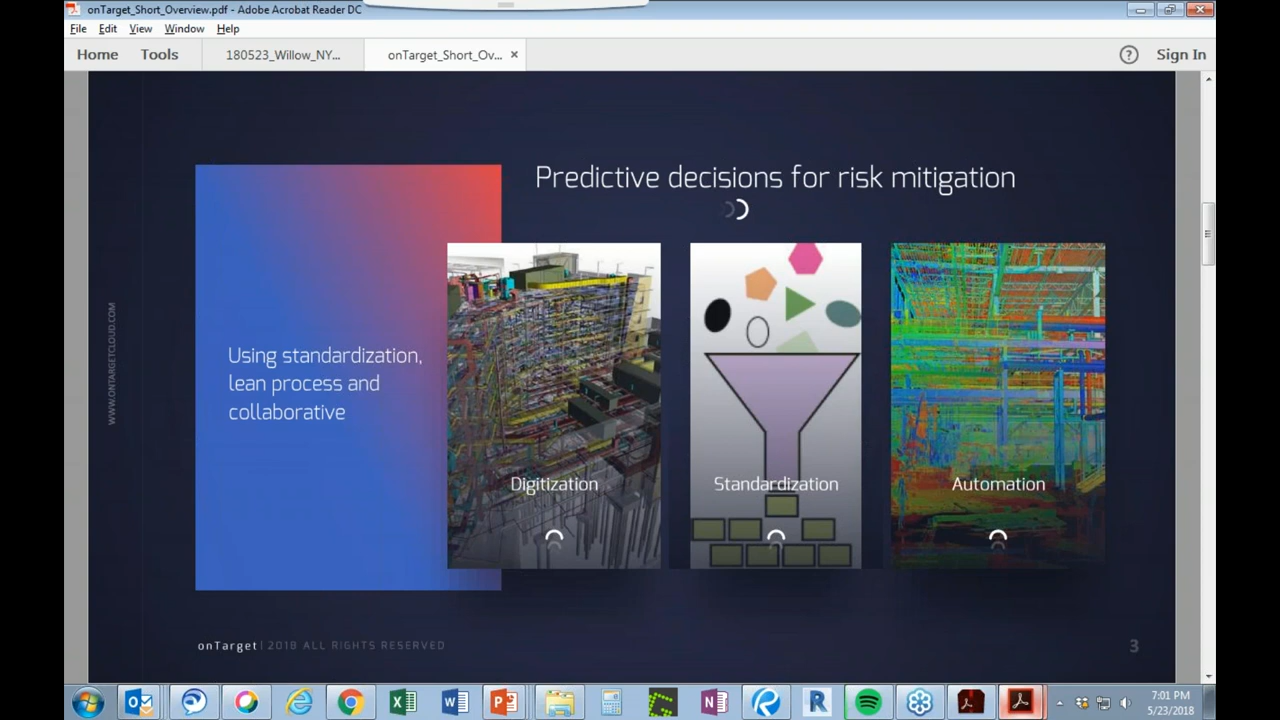 onTarget_Short_Overview.pdf - Adobe Acrobat Reader DC
File Edit View Window Help
Home Tools 180523_Willow_NY... onTarget_Short_Ov... × ? Sign In
Predictive decisions for risk mitigation
Using standardization,
lean process and
collaborative
Digitization
Standardization
Automation
WWW.ONTARGETCLOUD.COM
onTarget | 2018 ALL RIGHTS RESERVED
3
7:01 PM
5/23/2018